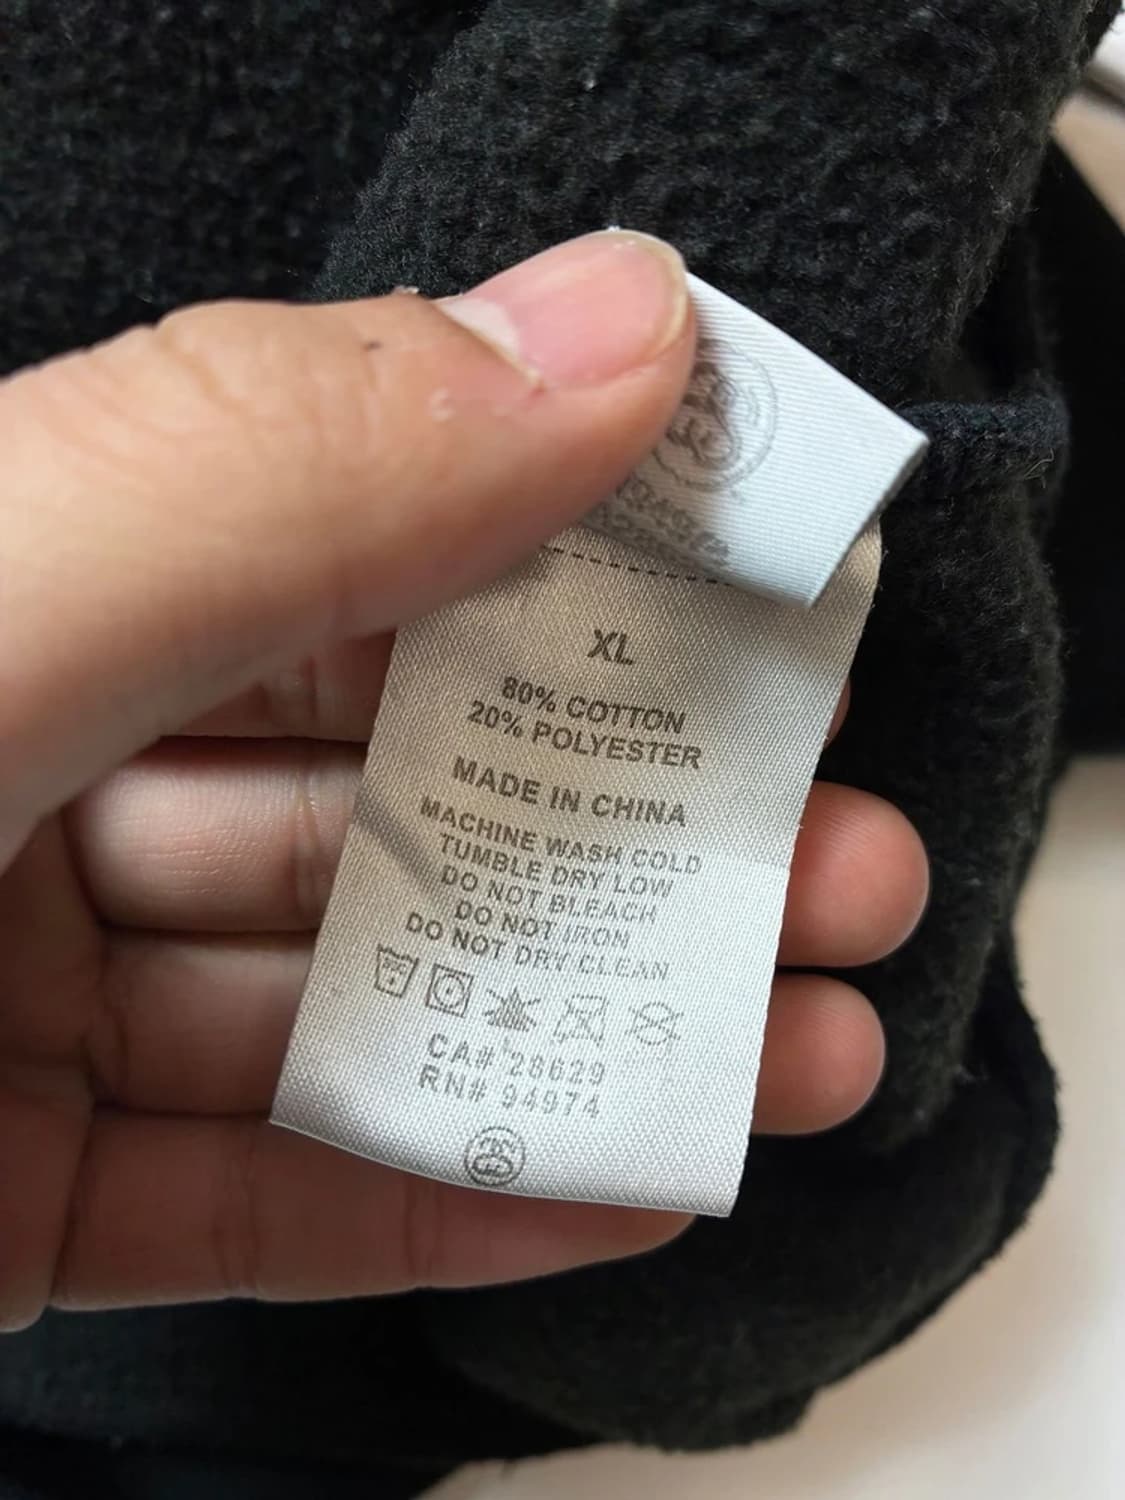 XL
80% COTTON
20% POLYESTER
MADE IN CHINA
MACHINE WASH COLD
TUMBLE DRY LOW
DO NOT BLEACH
DO NOT IRON
DO NOT DRY CLEAN
CA# 28629
RN# 94974